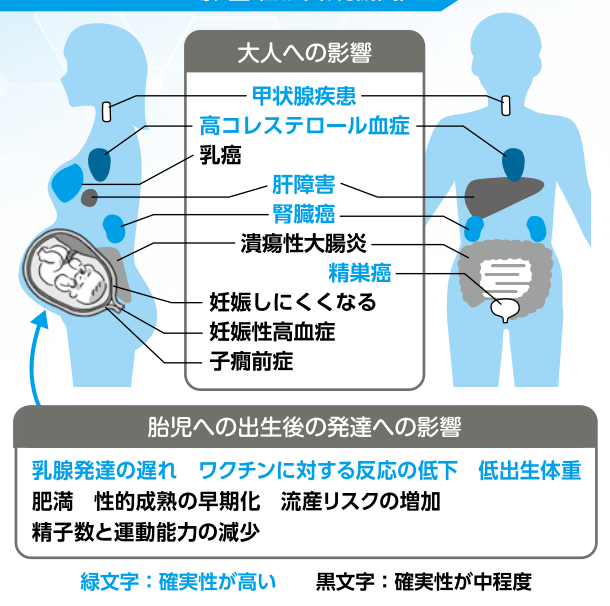 大人への影響
甲状腺疾患
高コレステロール血症
乳癌
肝障害
腎臓癌
潰瘍性大腸炎
精巣癌
妊娠しにくくなる
妊娠性高血症
子癇前症
胎児への出生後の発達への影響
乳腺発達の遅れ　ワクチンに対する反応の低下　低出生体重
肥満　性的成熟の早期化　流産リスクの増加
精子数と運動能力の減少
緑文字：確実性が高い　黒文字：確実性が中程度